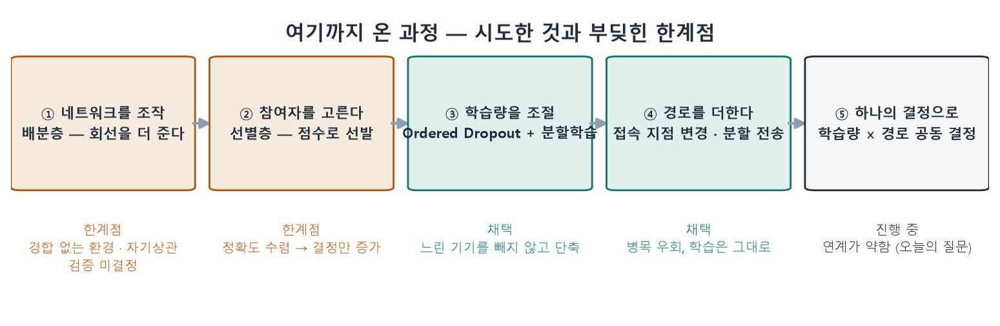 여기까지 온 과정 — 시도한 것과 부딪힌 한계점
① 네트워크를 조작
배분층 — 회선을 더 준다
② 참여자를 고른다
선별층 — 점수로 선발
③ 학습량을 조절
Ordered Dropout + 분할학습
④ 경로를 더한다
접속 지점 변경 · 분할 전송
⑤ 하나의 결정으로
학습량 × 경로 공동 결정
한계점
경합 없는 환경 · 자기상관
검증 미결정
한계점
정확도 수렴 → 결정만 증가
채택
느린 기기를 빼지 않고 단축
채택
병목 우회, 학습은 그대로
진행 중
연계가 약함 (오늘의 질문)